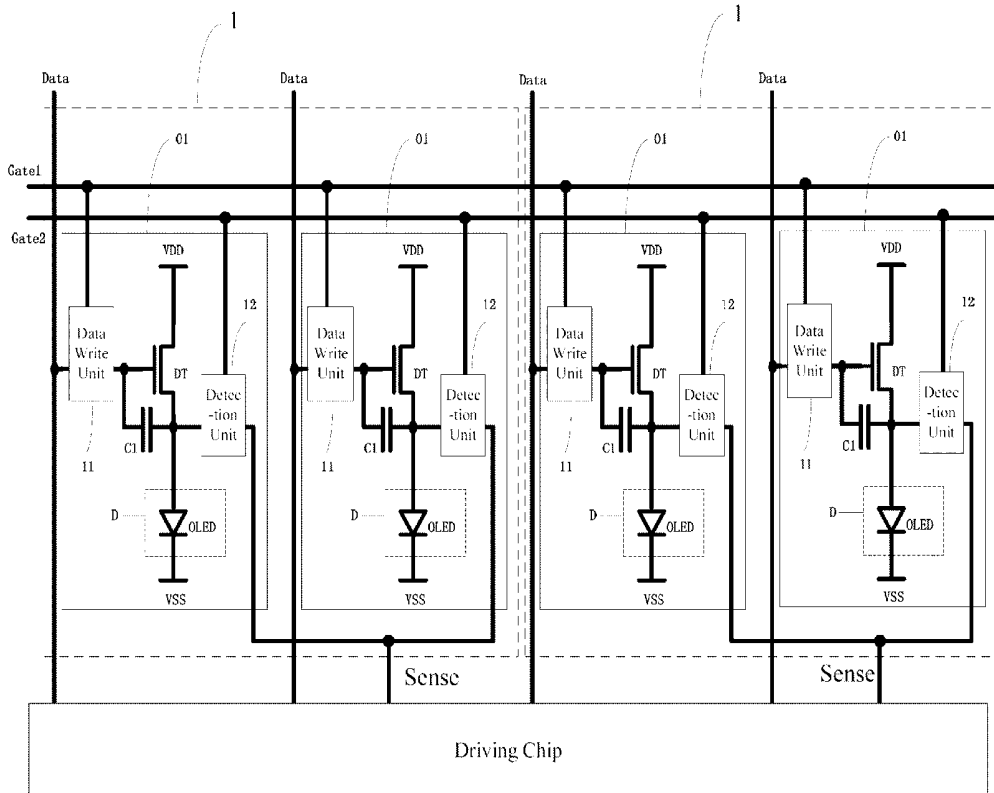 1
1
Data
Data
Data
Data
01
01
01
01
Gate1
Gate2
VDD
VDD
VDD
VDD
12
12
12
12
Data
Write
Unit
Data
Write
Unit
Data
Write
Unit
Data
Write
Unit
DT
DT
DT
DT
Detec
-tion
Unit
Detec
-tion
Unit
Detec
-tion
Unit
Detec
-tion
Unit
C1
C1
C1
C1
11
11
11
11
D
OLED
D
OLED
D
OLED
D
OLED
VSS
VSS
VSS
VSS
Sense
Sense
Driving Chip